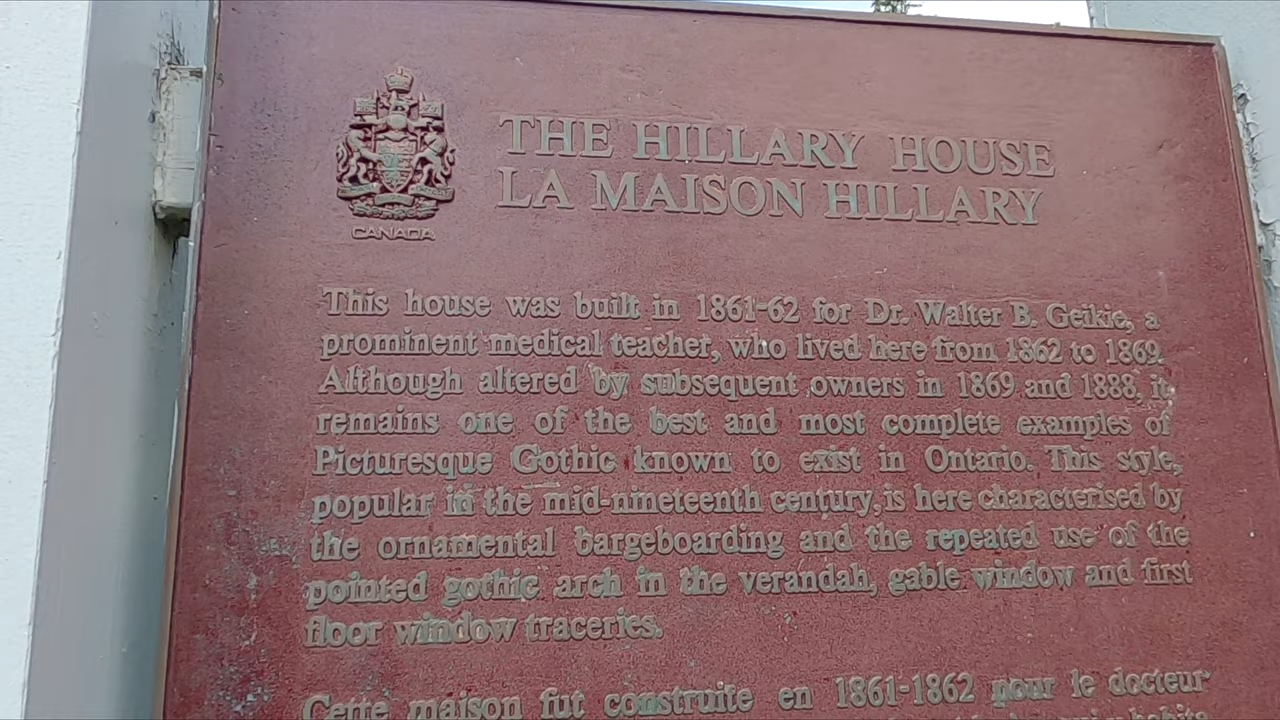 CANADA
THE HILLARY HOUSE
LA MAISON HILLARY
This house was built in 1861-62 for Dr. Walter B. Geikie, a
prominent medical teacher, who lived here from 1862 to 1869.
Although altered by subsequent owners in 1869 and 1888, it
remains one of the best and most complete examples of
Picturesque Gothic known to exist in Ontario. This style,
popular in the mid-nineteenth century, is here characterised by
the ornamental bargeboarding and the repeated use of the
pointed gothic arch in the verandah, gable window and first
floor window traceries.
Cette maison fut construite en 1861-1862 pour le docteur